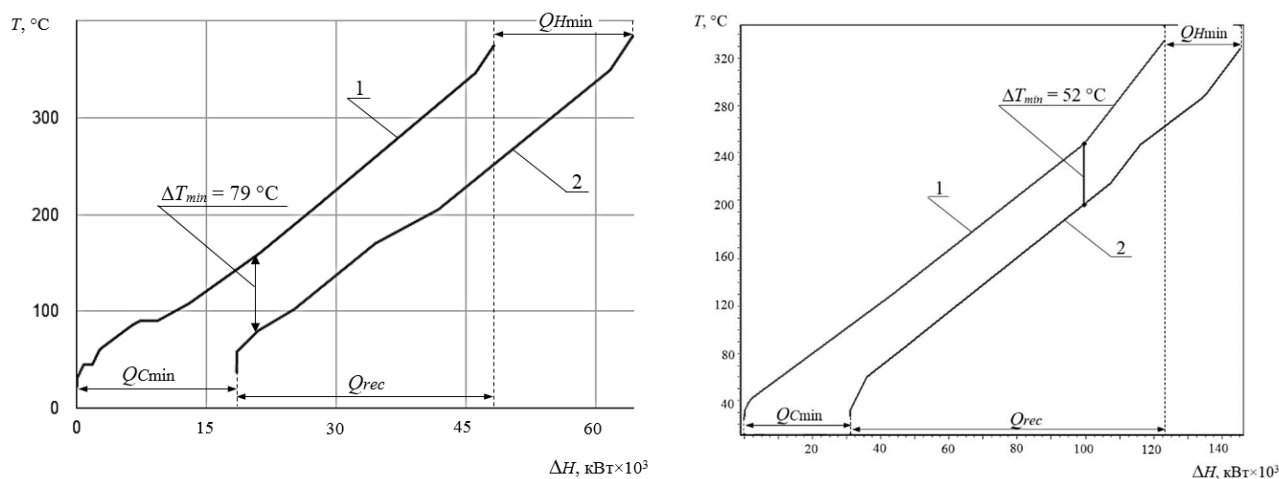 T, °C
300
200
100
0
0
15
30
45
60
ΔH, кВт×10³
QHmin
1
2
ΔTmin = 79 °C
QCmin
Qrec
T, °C
320
280
240
200
160
120
80
40
20
40
60
80
100
120
140
ΔH, кВт×10³
QHmin
ΔTmin = 52 °C
1
2
QCmin
Qrec